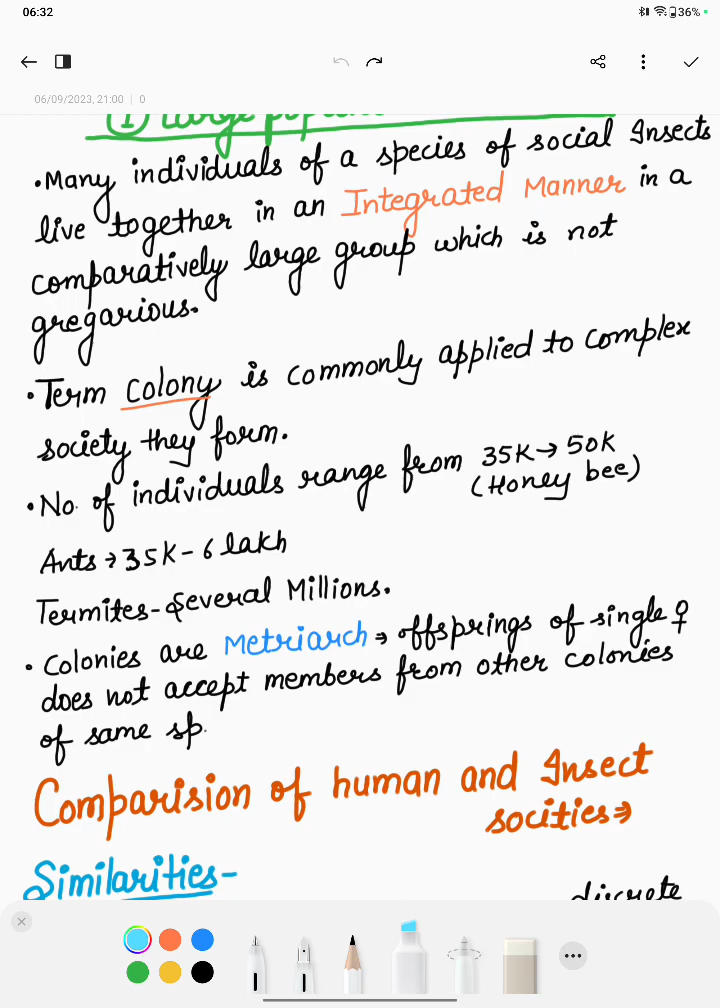 06:32
36%
06/09/2023, 21:00 | 0
① Large
•Many individuals of a species of social Insects
live together in an Integrated Manner in a
comparatively large group which is not
gregarious.
•Term Colony is commonly applied to complex
society they form.
•No. of individuals range from 35K→50K
(Honey bee)
Ants → 35K-6 lakh
Termites-Several Millions.
• Colonies are Metriarch → offsprings of single ♀
does not accept members from other colonies
of same sp.
Comparision of human and Insect
socities⇒
Similarities-
discrete